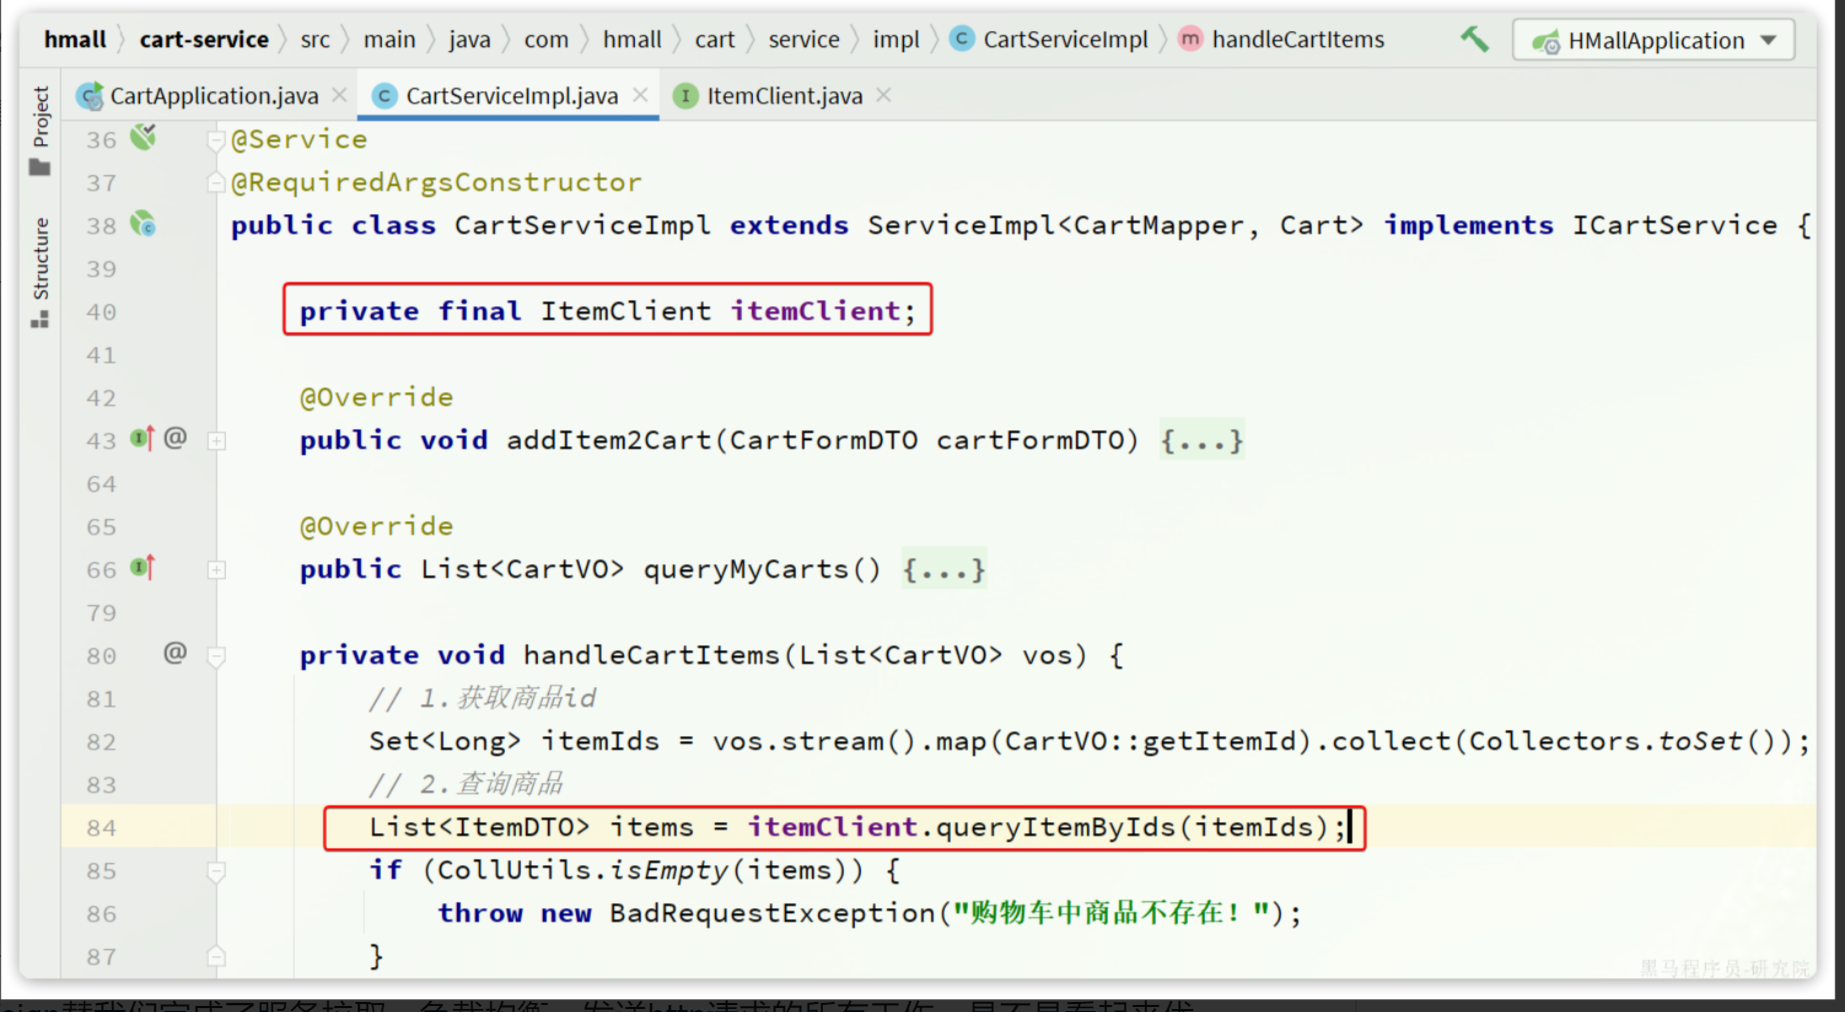 hmall cart-service src main java com hmall cart service impl CartServiceImpl handleCartItems HMallApplication
CartApplication.java CartServiceImpl.java ItemClient.java
Project
Structure
36 @Service
37 @RequiredArgsConstructor
38 public class CartServiceImpl extends ServiceImpl<CartMapper, Cart> implements ICartService {
39
40 private final ItemClient itemClient;
41
42 @Override
43 public void addItem2Cart(CartFormDTO cartFormDTO) {...}
64
65 @Override
66 public List<CartVO> queryMyCarts() {...}
79
80 private void handleCartItems(List<CartVO> vos) {
81 // 1.获取商品id
82 Set<Long> itemIds = vos.stream().map(CartVO::getItemId).collect(Collectors.toSet());
83 // 2.查询商品
84 List<ItemDTO> items = itemClient.queryItemByIds(itemIds);
85 if (CollUtils.isEmpty(items)) {
86 throw new BadRequestException("购物车中商品不存在！");
87 }
黑马程序员-研究院